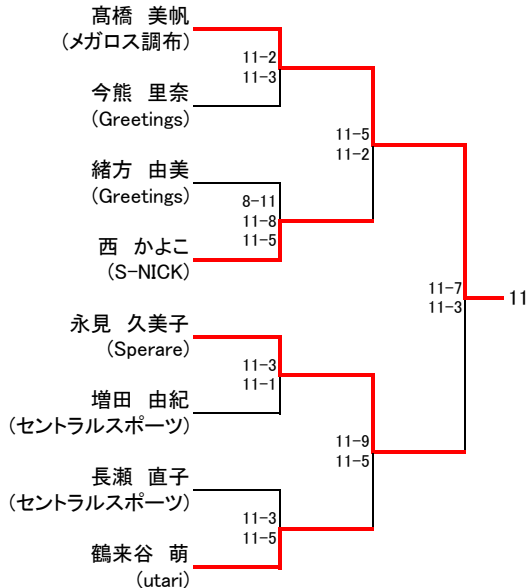 髙橋 美帆
(メガロス調布)
11-2
11-3
今熊 里奈
(Greetings)
11-5
11-2
緒方 由美
(Greetings)
8-11
11-8
11-5
西 かよこ
(S-NICK)
11-7
11-3
11
永見 久美子
(Sperare)
11-3
11-1
増田 由紀
(セントラルスポーツ)
11-9
11-5
長瀬 直子
(セントラルスポーツ)
11-3
11-5
鶴来谷 萌
(utari)